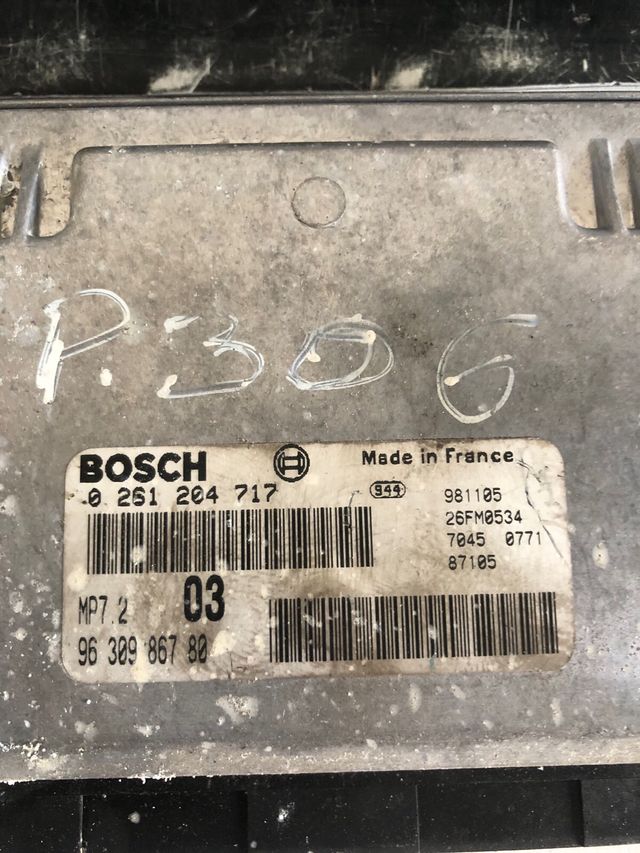 P306
BOSCH
Made in France
0 261 204 717
944
981105
26FM0534
7045 0771
87105
MP7.2
03
96 309 867 80